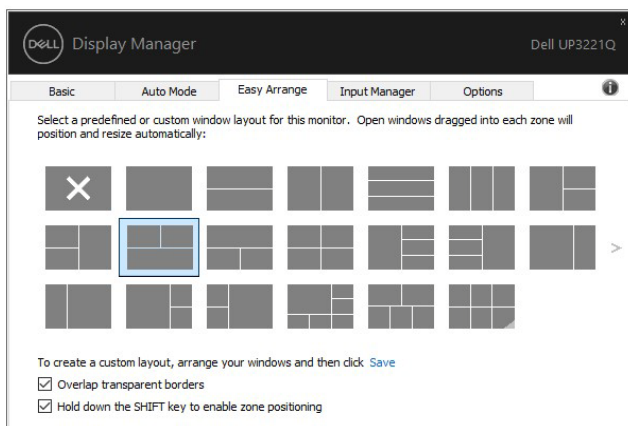 x
DELL Display Manager Dell UP3221Q
Basic Auto Mode Easy Arrange Input Manager Options i
Select a predefined or custom window layout for this monitor. Open windows dragged into each zone will
position and resize automatically:
>
To create a custom layout, arrange your windows and then click Save
Overlap transparent borders
Hold down the SHIFT key to enable zone positioning